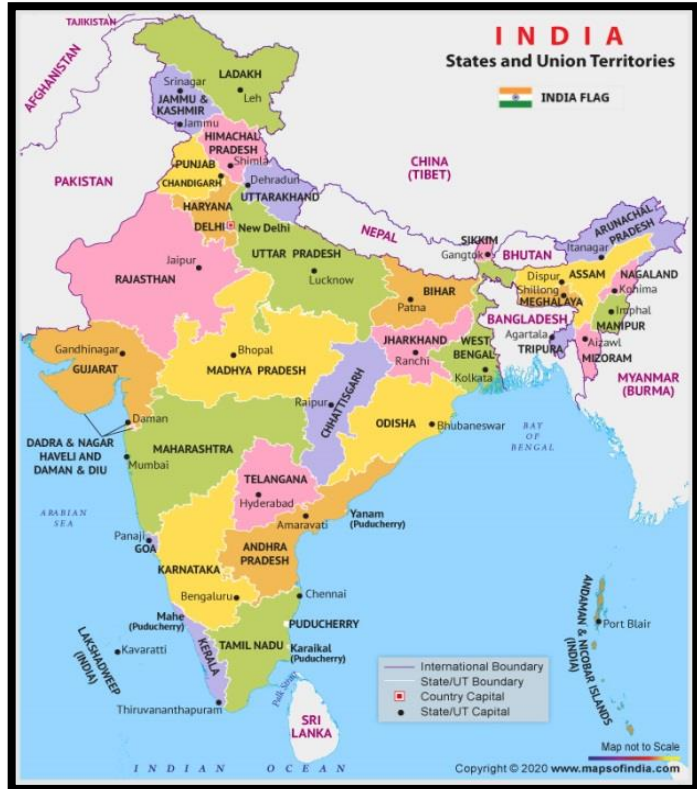 INDIA
States and Union Territories
INDIA FLAG
TAJIKISTAN
AFGHANISTAN
PAKISTAN
CHINA
(TIBET)
NEPAL
BHUTAN
BANGLADESH
MYANMAR
(BURMA)
LADAKH
Leh
Srinagar
JAMMU &
KASHMIR
Jammu
HIMACHAL
PRADESH
Shimla
PUNJAB
CHANDIGARH
Dehradun
UTTARAKHAND
HARYANA
DELHI
New Delhi
Jaipur
RAJASTHAN
UTTAR PRADESH
Lucknow
BIHAR
Patna
SIKKIM
Gangtok
ARUNACHAL
PRADESH
Itanagar
Dispur
ASSAM
Shillong
MEGHALAYA
NAGALAND
Kohima
Imphal
MANIPUR
Agartala
TRIPURA
Aizawl
MIZORAM
Gandhinagar
GUJARAT
Bhopal
MADHYA PRADESH
JHARKHAND
Ranchi
WEST
BENGAL
Kolkata
Raipur
CHHATTISGARH
ODISHA
Bhubaneswar
Daman
DADRA & NAGAR
HAVELI AND
DAMAN & DIU
MAHARASHTRA
Mumbai
TELANGANA
Hyderabad
Amaravati
Yanam
(Puducherry)
ANDHRA
PRADESH
Panaji
GOA
KARNATAKA
Bengaluru
Chennai
Mahe
(Puducherry)
PUDUCHERRY
TAMIL NADU
Karaikal
(Puducherry)
KERALA
Thiruvananthapuram
Kavaratti
LAKSHADWEEP
(INDIA)
Palk Strait
SRI
LANKA
ANDAMAN & NICOBAR ISLANDS
(INDIA)
Port Blair
ARABIAN
SEA
BAY
OF
BENGAL
INDIAN OCEAN
International Boundary
State/UT Boundary
Country Capital
State/UT Capital
Map not to Scale
Copyright © 2020 www.mapsofindia.com